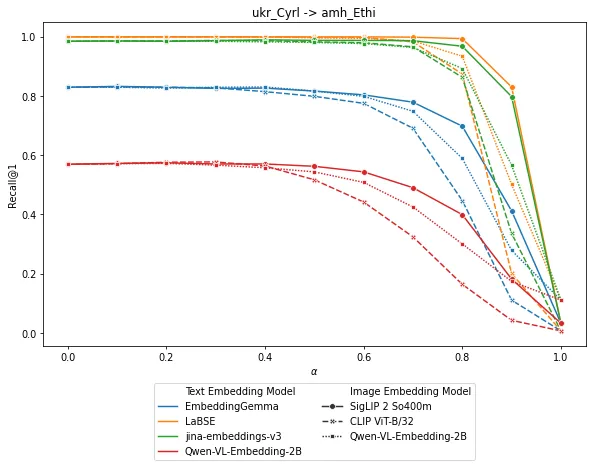 ukr_Cyrl -> amh_Ethi
1.0
0.8
0.6
0.4
0.2
0.0
Recall@1
0.0 0.2 0.4 0.6 0.8 1.0
α
Text Embedding Model Image Embedding Model
EmbeddingGemma SigLIP 2 So400m
LaBSE CLIP ViT-B/32
jina-embeddings-v3 Qwen-VL-Embedding-2B
Qwen-VL-Embedding-2B